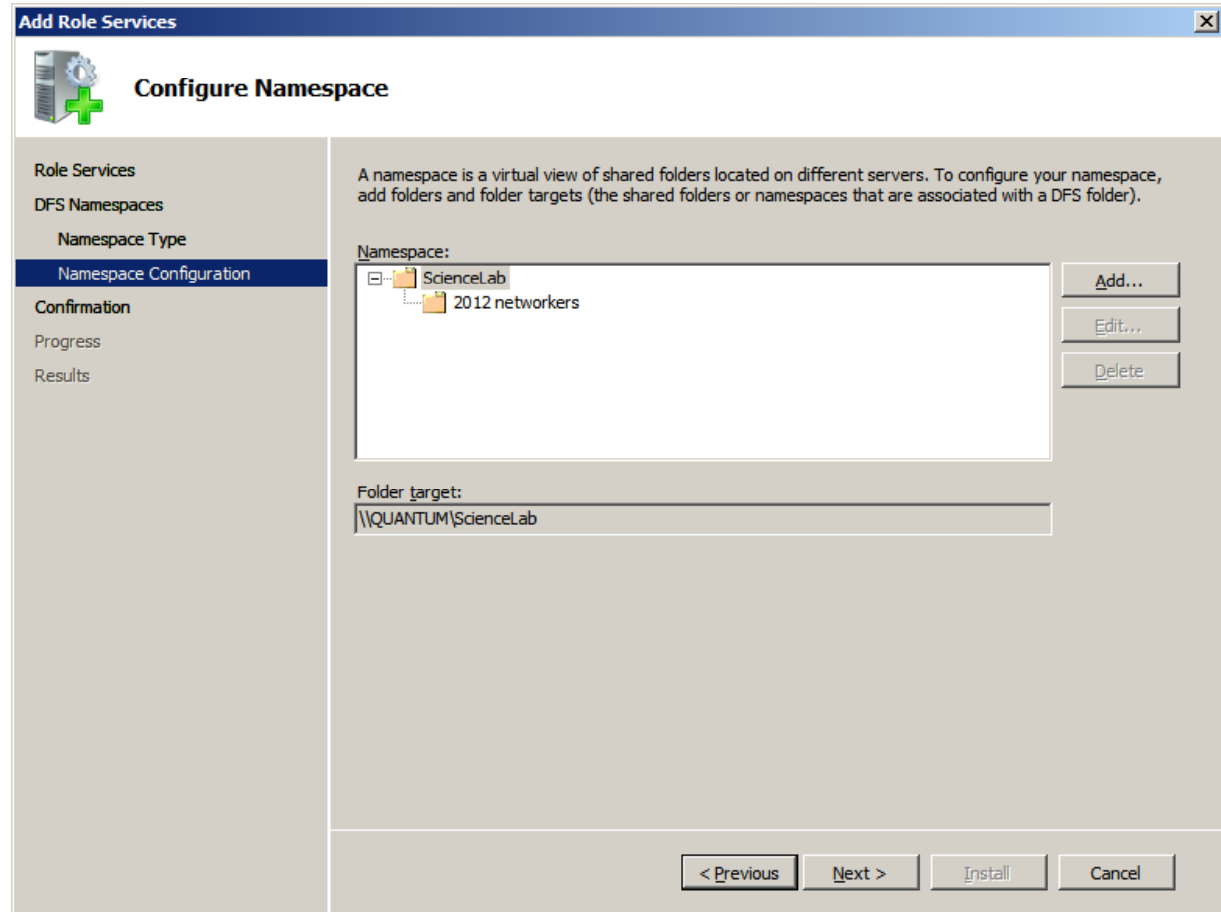 Add Role Services
Configure Namespace
Role Services
DFS Namespaces
Namespace Type
Namespace Configuration
Confirmation
Progress
Results
A namespace is a virtual view of shared folders located on different servers. To configure your namespace,
add folders and folder targets (the shared folders or namespaces that are associated with a DFS folder).
Namespace:
ScienceLab
2012 networkers
Add...
Edit...
Delete
Folder target:
\\QUANTUM\ScienceLab
< Previous
Next >
Install
Cancel